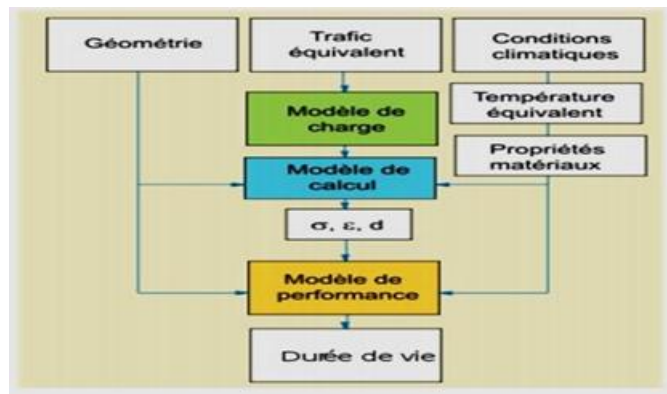 Géométrie
Trafic
équivalent
Conditions
climatiques
Température
équivalent
Propriétés
matériaux
Modèle de
charge
Modèle de
calcul
σ, ε, d
Modèle de
performance
Durée de vie